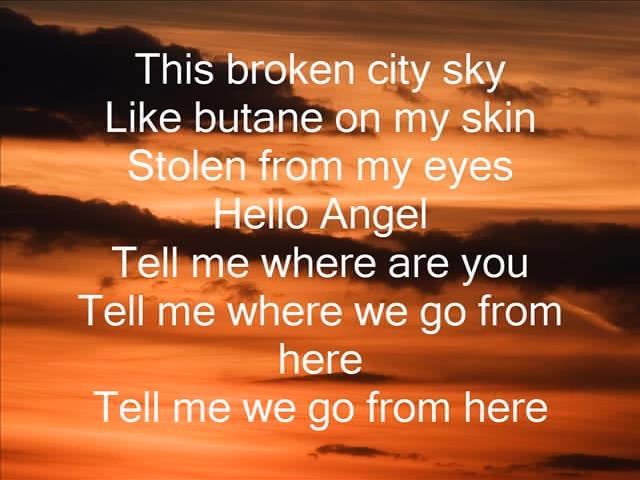 This broken city sky
Like butane on my skin
Stolen from my eyes
Hello Angel
Tell me where are you
Tell me where we go from
here
Tell me we go from here